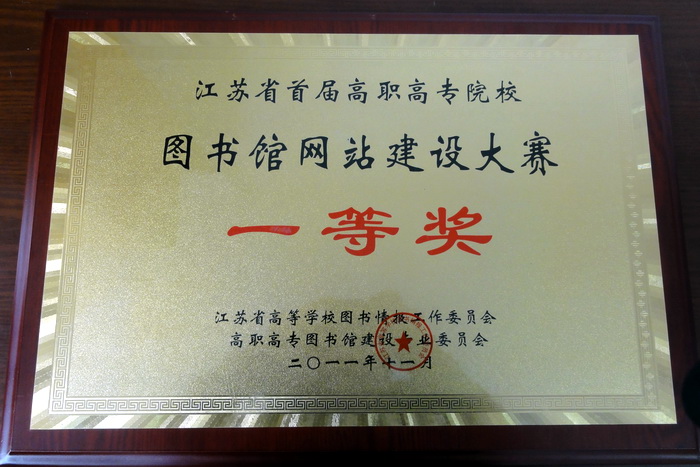 江苏省首届高职高专院校
图书馆网站建设大赛
一等奖
江苏省高等学校图书情报工作委员会
高职高专图书馆建设专业委员会
二〇一一年十一月